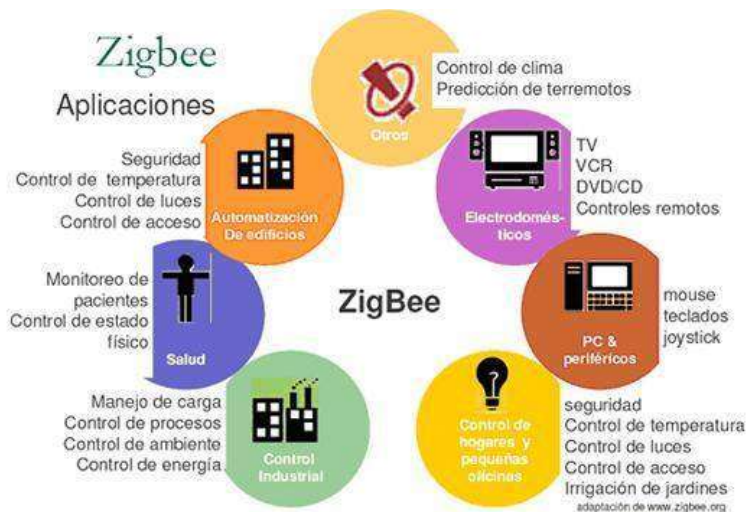 Zigbee
Aplicaciones
Otros
Control de clima
Predicción de terremotos
Seguridad
Control de temperatura
Control de luces
Control de acceso
Automatización
De edificios
TV
VCR
DVD/CD
Controles remotos
Electrodomés-
ticos
Monitoreo de
pacientes
Control de estado
físico
Salud
ZigBee
mouse
teclados
joystick
PC &
periféricos
Manejo de carga
Control de procesos
Control de ambiente
Control de energía
Control
Industrial
Control de
hogares y
pequeñas
oficinas
seguridad
Control de temperatura
Control de luces
Control de acceso
Irrigación de jardines
adaptación de www.zigbee.org